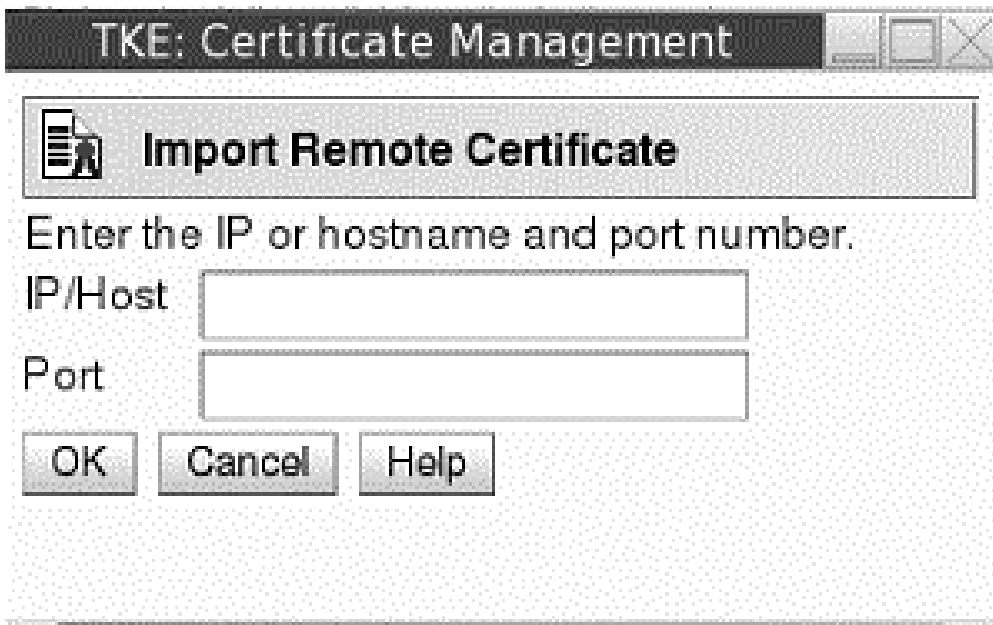 TKE: Certificate Management
Import Remote Certificate
Enter the IP or hostname and port number.
IP/Host
Port
OK Cancel Help